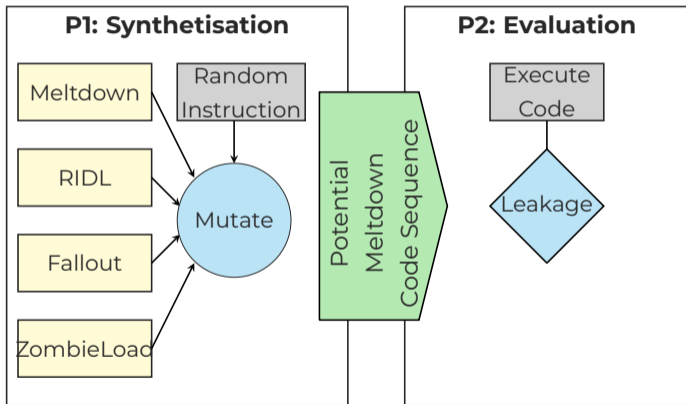 P1: Synthetisation
Meltdown
RIDL
Fallout
ZombieLoad
Random
Instruction
Mutate
Potential
Meltdown
Code Sequence
P2: Evaluation
Execute
Code
Leakage